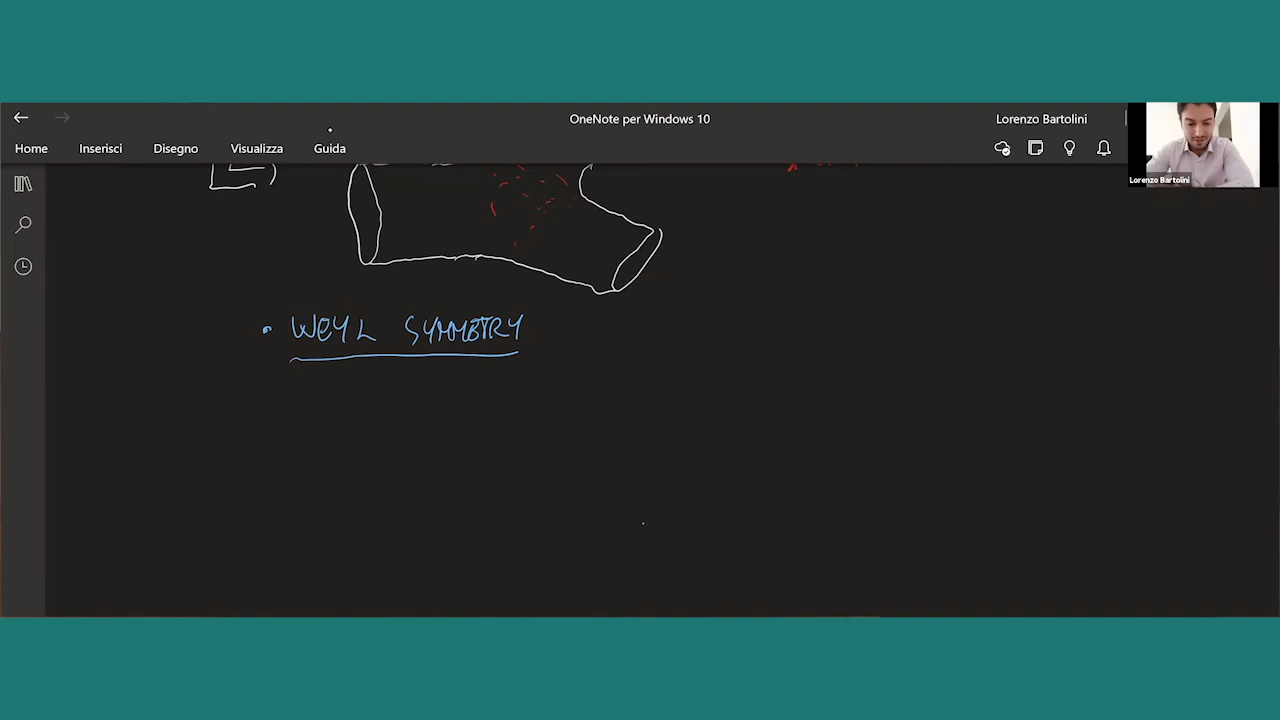 OneNote per Windows 10
Lorenzo Bartolini
Home Inserisci Disegno Visualizza Guida
Lorenzo Bartolini
• WEYL SYMMETRY